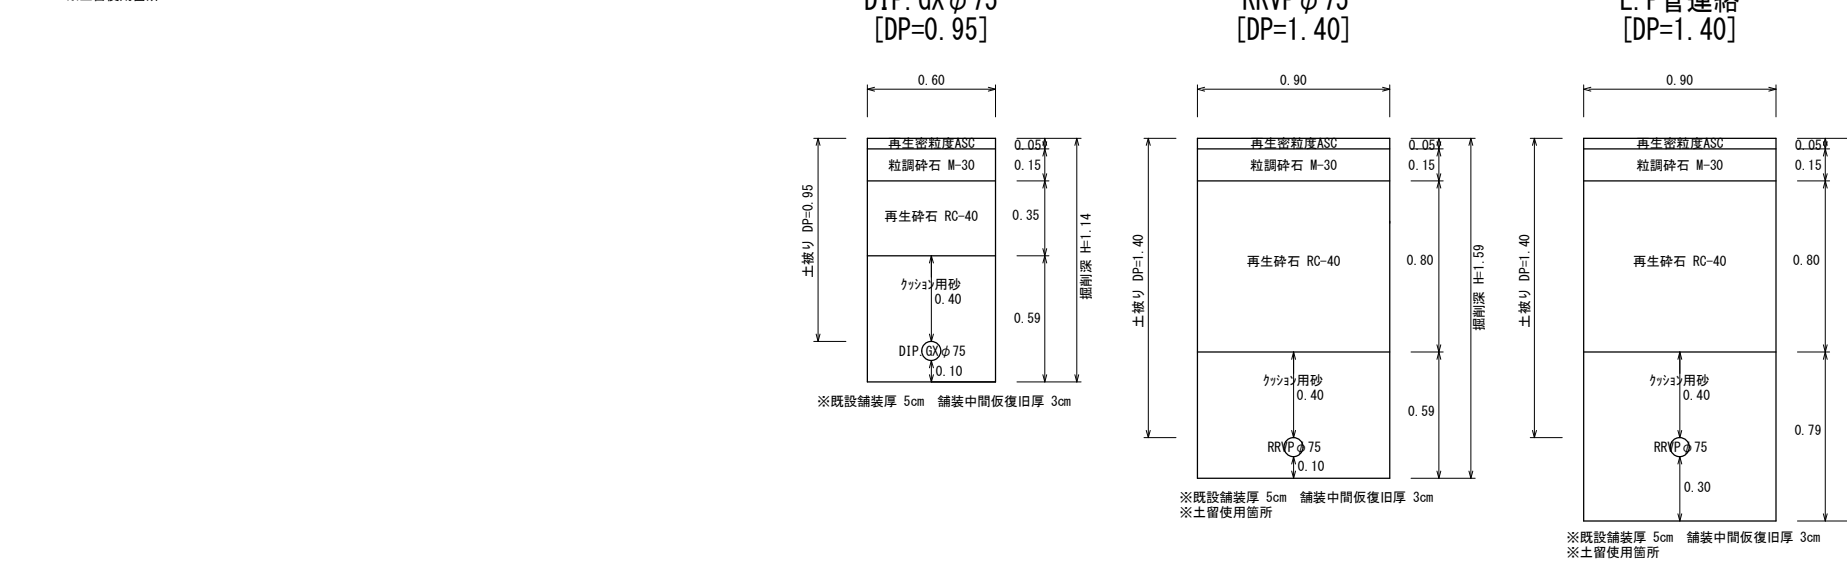 ※土留使用箇所
DIP.GXφ75
[DP=0.95]
0.60
再生密粒度ASC
粒調砕石 M-30
再生砕石 RC-40
クッション用砂
0.40
DIP.GXφ75
0.10
0.05
0.15
0.35
0.59
土被り DP=0.95
掘削深 H=1.14
※既設舗装厚 5cm 舗装中間仮復旧厚 3cm
RRVPφ75
[DP=1.40]
0.90
再生密粒度ASC
粒調砕石 M-30
再生砕石 RC-40
クッション用砂
0.40
RRVPφ75
0.10
0.05
0.15
0.80
0.59
土被り DP=1.40
掘削深 H=1.59
※既設舗装厚 5cm 舗装中間仮復旧厚 3cm
※土留使用箇所
E.P管連絡
[DP=1.40]
0.90
再生密粒度ASC
粒調砕石 M-30
再生砕石 RC-40
クッション用砂
0.40
RRVPφ75
0.30
0.05
0.15
0.80
0.79
土被り DP=1.40
※既設舗装厚 5cm 舗装中間仮復旧厚 3cm
※土留使用箇所